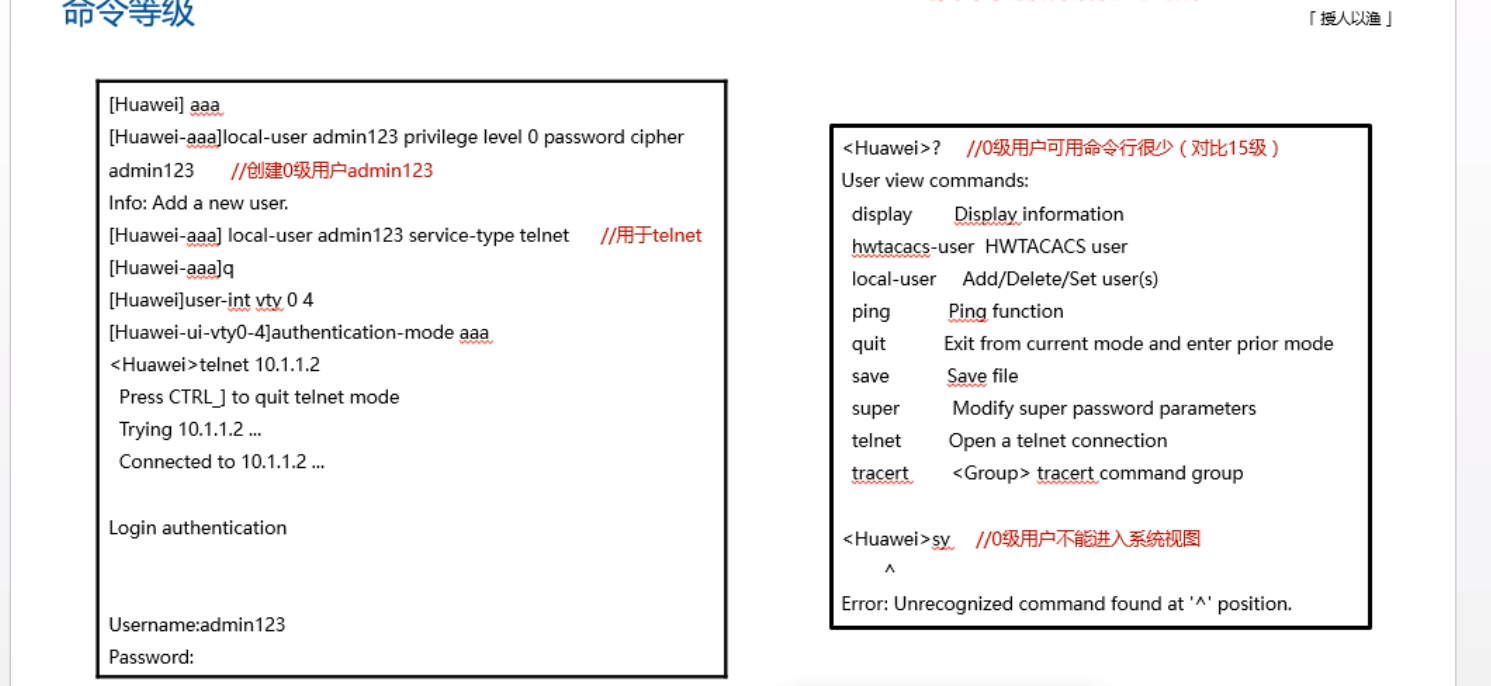 命令等级
「 授人以渔 」
[Huawei] aaa
[Huawei-aaa]local-user admin123 privilege level 0 password cipher
admin123 //创建0级用户admin123
Info: Add a new user.
[Huawei-aaa] local-user admin123 service-type telnet //用于telnet
[Huawei-aaa]q
[Huawei]user-int vty 0 4
[Huawei-ui-vty0-4]authentication-mode aaa
<Huawei>telnet 10.1.1.2
Press CTRL_] to quit telnet mode
Trying 10.1.1.2 ...
Connected to 10.1.1.2 ...
Login authentication
Username:admin123
Password:
<Huawei>? //0级用户可用命令行很少（对比15级）
User view commands:
display Display information
hwtacacs-user HWTACACS user
local-user Add/Delete/Set user(s)
ping Ping function
quit Exit from current mode and enter prior mode
save Save file
super Modify super password parameters
telnet Open a telnet connection
tracert <Group> tracert command group
<Huawei>sy //0级用户不能进入系统视图
^
Error: Unrecognized command found at '^' position.